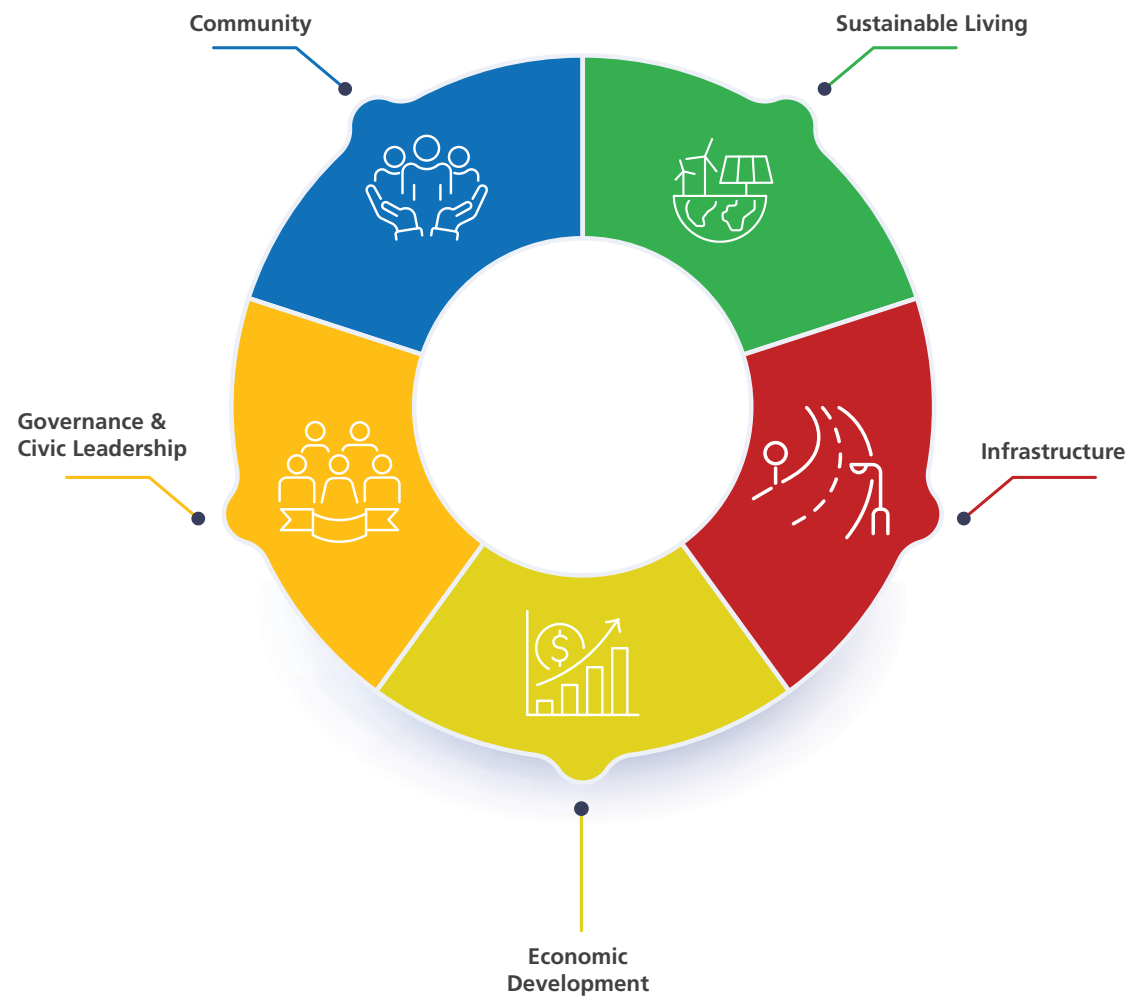 Community
Sustainable Living
Governance &
Civic Leadership
Infrastructure
$
Economic
Development